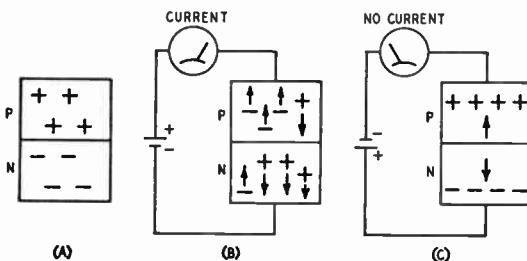 CURRENT
NO CURRENT
P
+ +
+ +
N
− −
− −
+
−
P
− − − +
N
− + + +
−
+
P
+ + + +
N
− − − −
(A)
(B)
(C)